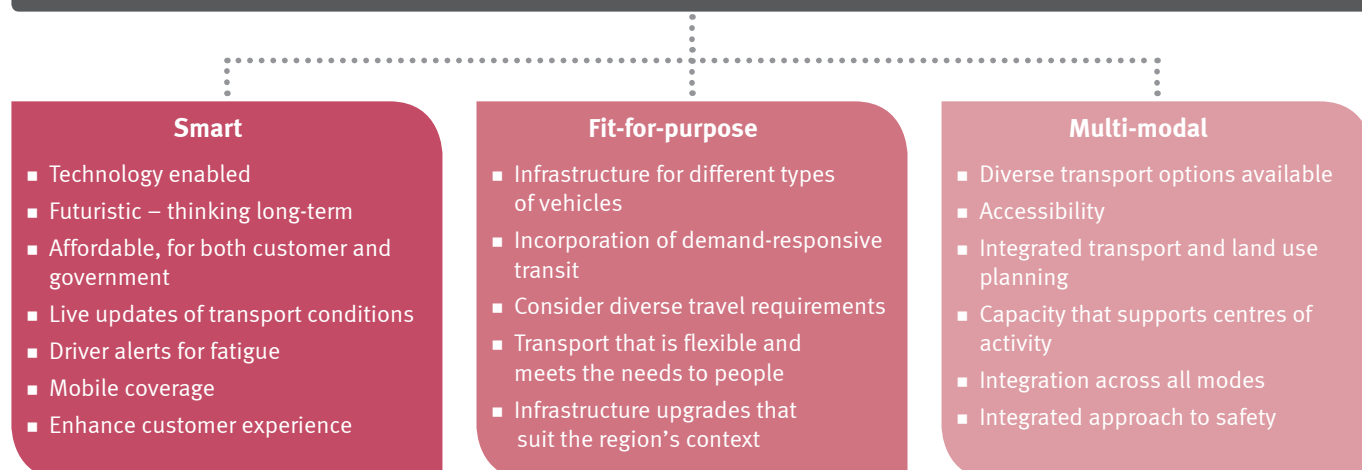 Smart
▪ Technology enabled
▪ Futuristic – thinking long-term
▪ Affordable, for both customer and
government
▪ Live updates of transport conditions
▪ Driver alerts for fatigue
▪ Mobile coverage
▪ Enhance customer experience
Fit-for-purpose
▪ Infrastructure for different types
of vehicles
▪ Incorporation of demand-responsive
transit
▪ Consider diverse travel requirements
▪ Transport that is flexible and
meets the needs to people
▪ Infrastructure upgrades that
suit the region’s context
Multi-modal
▪ Diverse transport options available
▪ Accessibility
▪ Integrated transport and land use
planning
▪ Capacity that supports centres of
activity
▪ Integration across all modes
▪ Integrated approach to safety